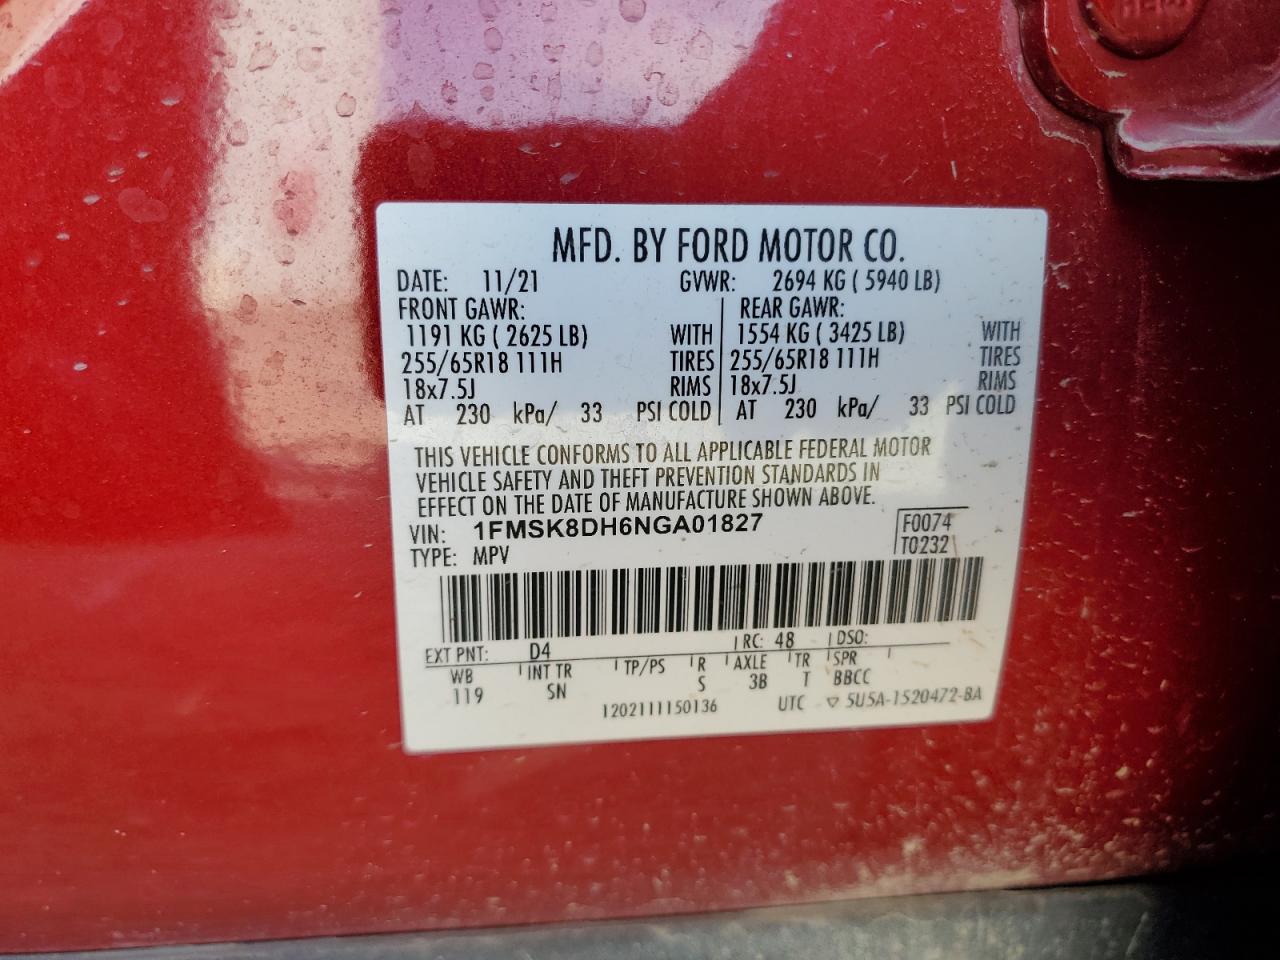 MFD. BY FORD MOTOR CO.
DATE: 11/21 GVWR: 2694 KG ( 5940 LB)
FRONT GAWR: REAR GAWR:
1191 KG ( 2625 LB) WITH 1554 KG ( 3425 LB) WITH
255/65R18 111H TIRES 255/65R18 111H TIRES
18x7.5J RIMS 18x7.5J RIMS
AT 230 kPa/ 33 PSI COLD AT 230 kPa/ 33 PSI COLD
THIS VEHICLE CONFORMS TO ALL APPLICABLE FEDERAL MOTOR
VEHICLE SAFETY AND THEFT PREVENTION STANDARDS IN
EFFECT ON THE DATE OF MANUFACTURE SHOWN ABOVE.
VIN: 1FMSK8DH6NGA01827 F0074
TYPE: MPV T0232
EXT PNT: D4 RC: 48 DSO:
WB INT TR TP/PS R AXLE TR SPR
119 SN S 3B T BBCC
1202111150136 UTC ▽ 5U5A-1520472-BA